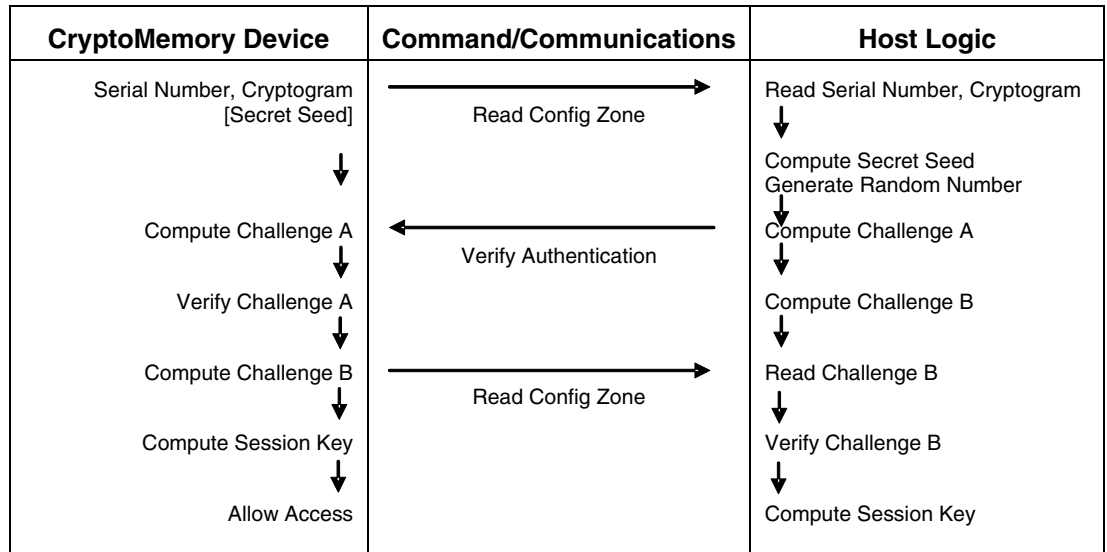 CryptoMemory Device Command/Communications Host Logic
Serial Number, Cryptogram Read Serial Number, Cryptogram
[Secret Seed] Read Config Zone
Compute Secret Seed
Generate Random Number
Compute Challenge A Compute Challenge A
Verify Authentication
Verify Challenge A Compute Challenge B
Compute Challenge B Read Challenge B
Read Config Zone
Compute Session Key Verify Challenge B
Allow Access Compute Session Key